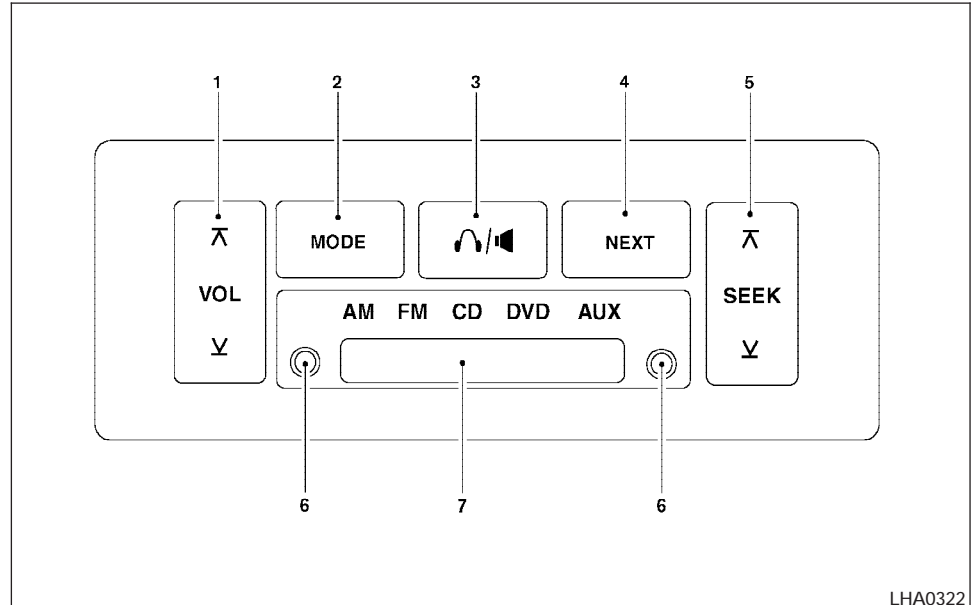 1 2 3 4 5
MODE / NEXT
VOL SEEK
AM FM CD DVD AUX
6 7 6
LHA0322